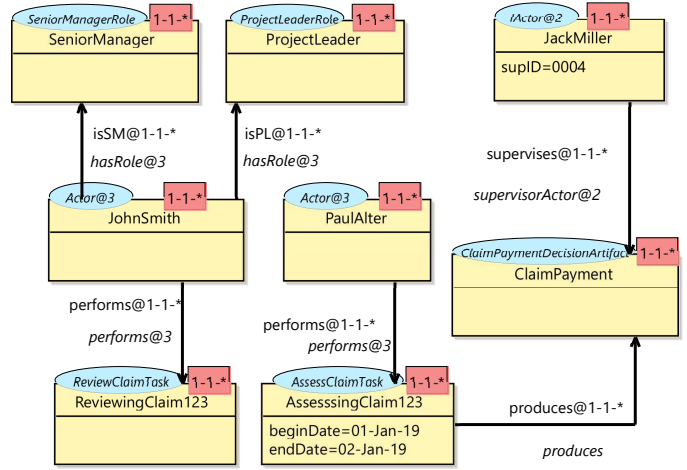 SeniorManagerRole
1-1-*
SeniorManager
ProjectLeaderRole
1-1-*
ProjectLeader
IActor@2
1-1-*
JackMiller
supID=0004
isSM@1-1-*
hasRole@3
isPL@1-1-*
hasRole@3
supervises@1-1-*
supervisorActor@2
Actor@3
1-1-*
JohnSmith
Actor@3
1-1-*
PaulAlter
ClaimPaymentDecisionArtifact
1-1-*
ClaimPayment
performs@1-1-*
performs@3
performs@1-1-*
performs@3
ReviewClaimTask
1-1-*
ReviewingClaim123
AssessClaimTask
1-1-*
AssesssingClaim123
beginDate=01-Jan-19
endDate=02-Jan-19
produces@1-1-*
produces